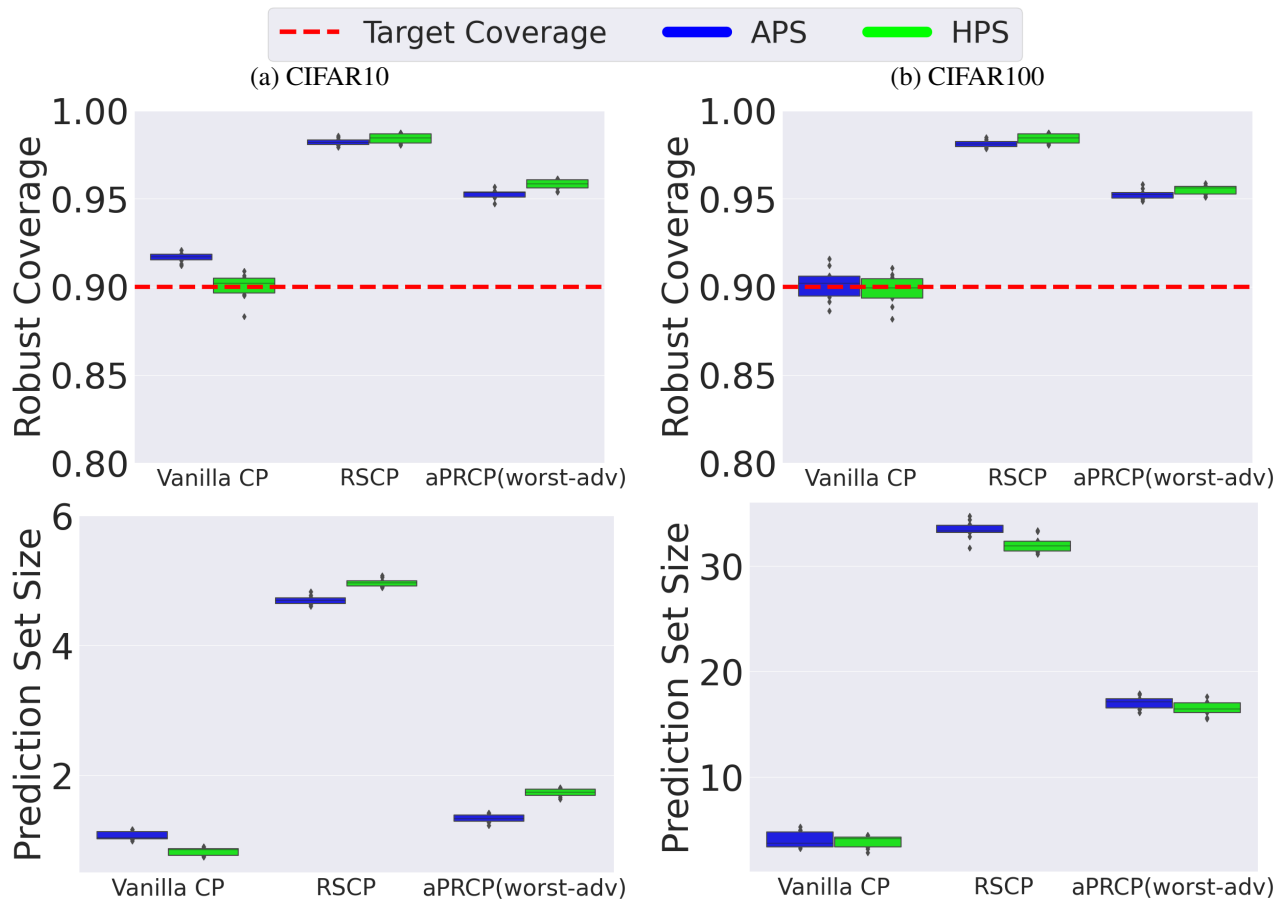 Target Coverage APS HPS
(a) CIFAR10
(b) CIFAR100
Robust Coverage
1.00
0.95
0.90
0.85
0.80
Vanilla CP RSCP aPRCP(worst-adv)
Robust Coverage
1.00
0.95
0.90
0.85
0.80
Vanilla CP RSCP aPRCP(worst-adv)
Prediction Set Size
6
4
2
Vanilla CP RSCP aPRCP(worst-adv)
Prediction Set Size
30
20
10
Vanilla CP RSCP aPRCP(worst-adv)